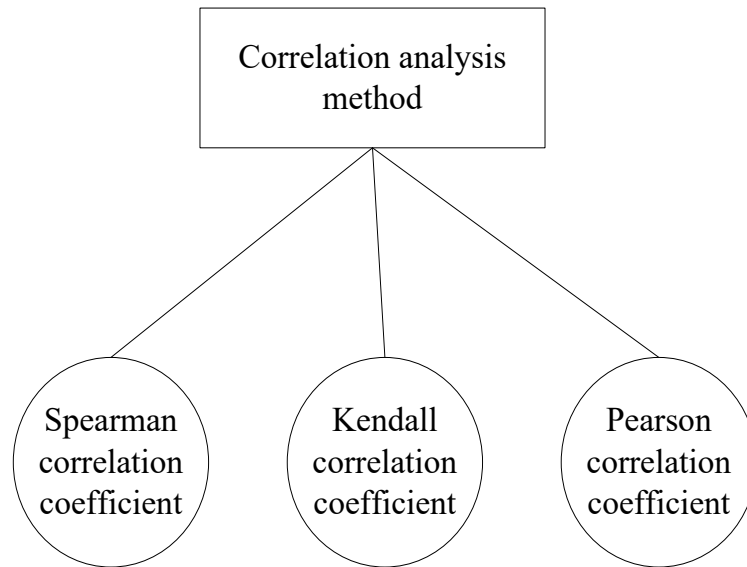 Correlation analysis
method
Spearman
correlation
coefficient
Kendall
correlation
coefficient
Pearson
correlation
coefficient